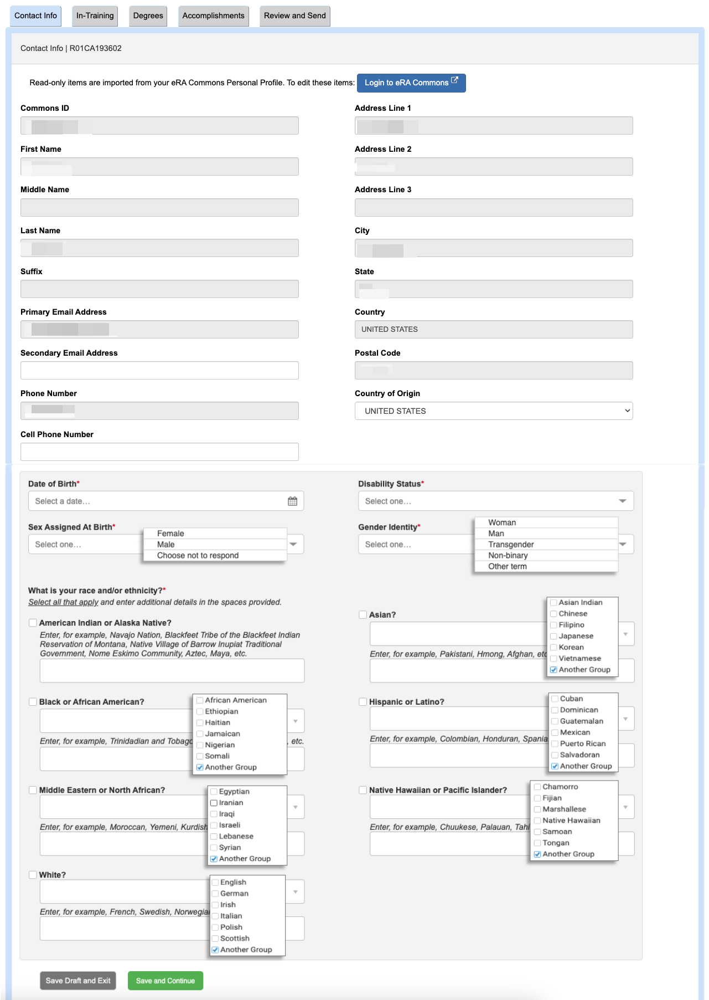 Contact Info
In-Training
Degrees
Accomplishments
Review and Send
Contact Info | R01CA193602
Read-only items are imported from your eRA Commons Personal Profile. To edit these items: Login to eRA Commons
Commons ID
Address Line 1
First Name
Address Line 2
Middle Name
Address Line 3
Last Name
City
Suffix
State
Primary Email Address
Country
UNITED STATES
Secondary Email Address
Postal Code
Phone Number
Country of Origin
UNITED STATES
Cell Phone Number
Date of Birth*
Select a date...
Disability Status*
Select one...
Sex Assigned At Birth*
Select one...
Female
Male
Choose not to respond
Gender Identity*
Select one...
Woman
Man
Transgender
Non-binary
Other term
What is your race and/or ethnicity?*
Select all that apply and enter additional details in the spaces provided.
American Indian or Alaska Native?
Enter, for example, Navajo Nation, Blackfeet Tribe of the Blackfeet Indian
Reservation of Montana, Native Village of Barrow Inupiat Traditional
Government, Nome Eskimo Community, Aztec, Maya, etc.
Asian?
Enter, for example, Pakistani, Hmong, Afghan, etc
Asian Indian
Chinese
Filipino
Japanese
Korean
Vietnamese
Another Group
Black or African American?
Enter, for example, Trinidadian and Tobago , etc.
African American
Ethiopian
Haitian
Jamaican
Nigerian
Somali
Another Group
Hispanic or Latino?
Enter, for example, Colombian, Honduran, Spania
Cuban
Dominican
Guatemalan
Mexican
Puerto Rican
Salvadoran
Another Group
Middle Eastern or North African?
Enter, for example, Moroccan, Yemeni, Kurdish
Egyptian
Iranian
Iraqi
Israeli
Lebanese
Syrian
Another Group
Native Hawaiian or Pacific Islander?
Enter, for example, Chuukese, Palauan, Tahi
Chamorro
Fijian
Marshallese
Native Hawaiian
Samoan
Tongan
Another Group
White?
Enter, for example, French, Swedish, Norwegian
English
German
Irish
Italian
Polish
Scottish
Another Group
Save Draft and Exit
Save and Continue